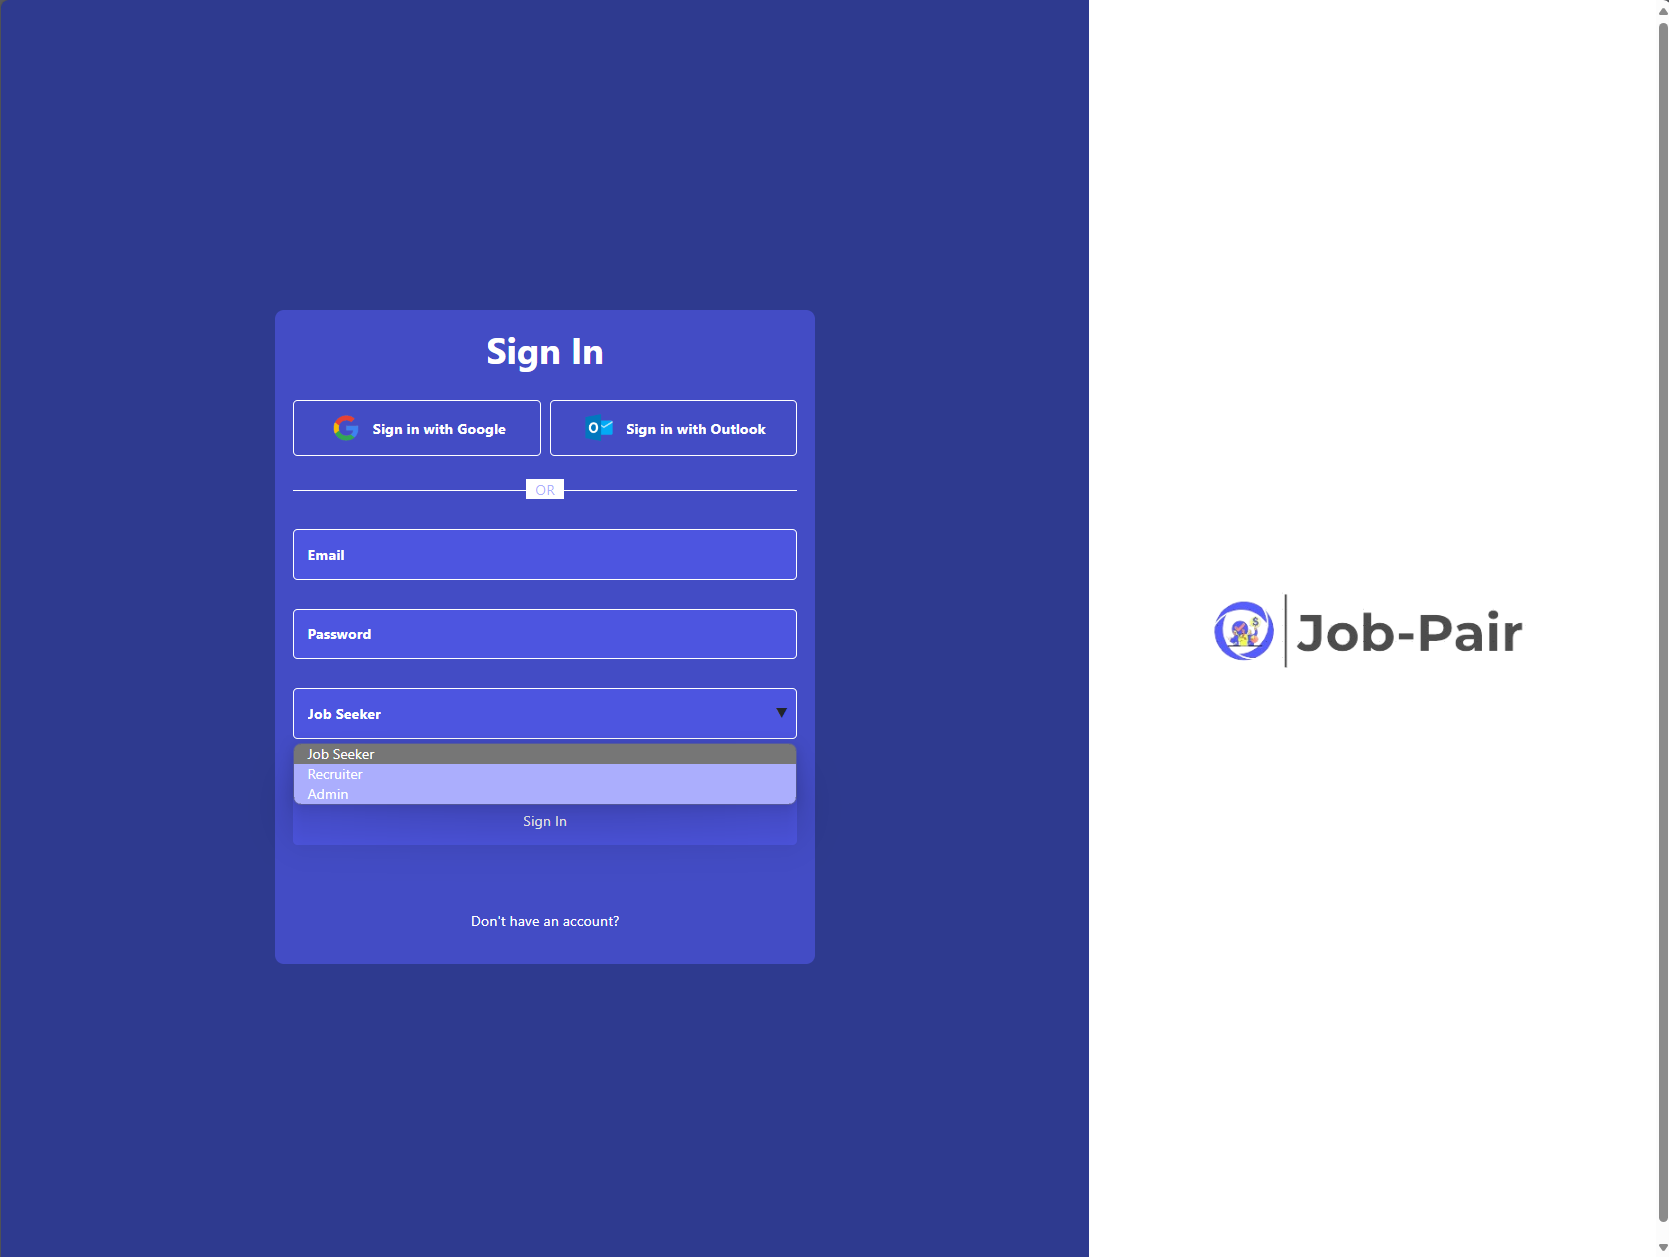 Sign In
Sign in with Google
Sign in with Outlook
OR
Email
Password
Job Seeker
Job Seeker
Recruiter
Admin
Sign In
Don't have an account?
Job-Pair